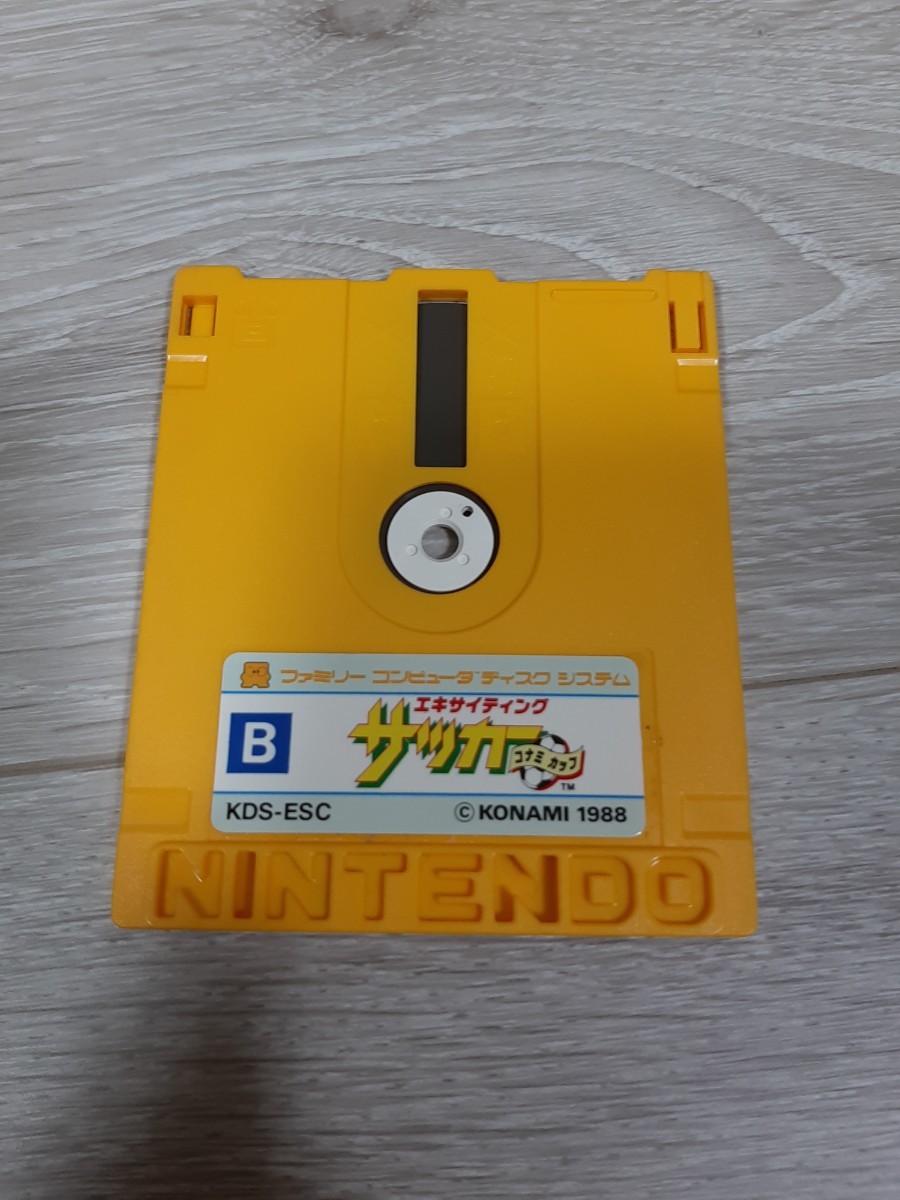 ファミリー コンピュータ ディスク システム
B
エキサイティング
サッカー
コナミ カップ
TM
KDS-ESC
© KONAMI 1988
NINTENDO